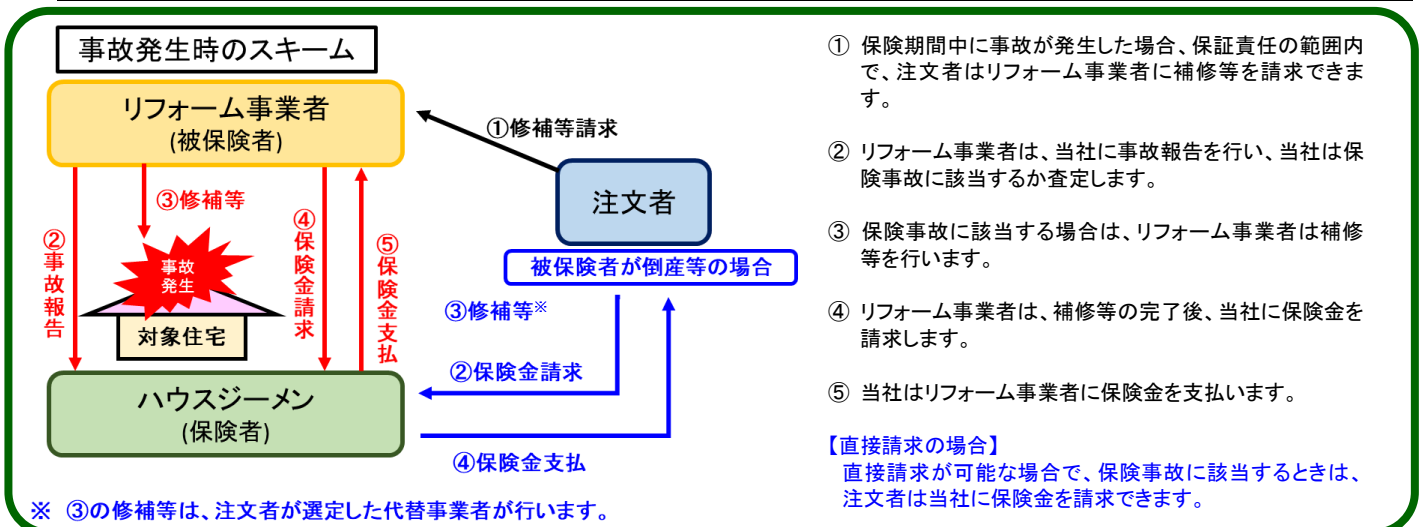 事故発生時のスキーム
リフォーム事業者
(被保険者)
①修補等請求
注文者
③修補等
②事故報告
④保険金請求
⑤保険金支払
事故
発生
対象住宅
被保険者が倒産等の場合
③修補等※
②保険金請求
ハウスジーメン
(保険者)
④保険金支払
※ ③の修補等は、注文者が選定した代替事業者が行います。
① 保険期間中に事故が発生した場合、保証責任の範囲内
で、注文者はリフォーム事業者に補修等を請求できま
す。
② リフォーム事業者は、当社に事故報告を行い、当社は保
険事故に該当するか査定します。
③ 保険事故に該当する場合は、リフォーム事業者は補修
等を行います。
④ リフォーム事業者は、補修等の完了後、当社に保険金を
請求します。
⑤ 当社はリフォーム事業者に保険金を支払います。
【直接請求の場合】
直接請求が可能な場合で、保険事故に該当するときは、
注文者は当社に保険金を請求できます。